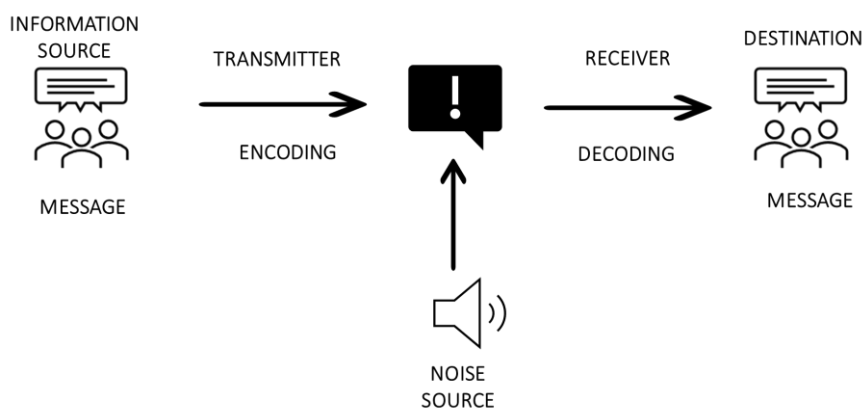 INFORMATION
SOURCE
MESSAGE
TRANSMITTER
ENCODING
!
RECEIVER
DECODING
DESTINATION
MESSAGE
NOISE
SOURCE